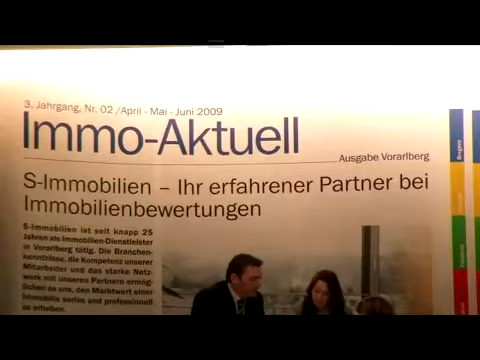 3. Jahrgang, Nr. 02 /April - Mai - Juni 2009
Immo-Aktuell
Ausgabe Vorarlberg
S-Immobilien – Ihr erfahrener Partner bei
Immobilienbewertungen
S-Immobilien ist seit knapp 25
Jahren als Immobilien-Dienstleister
in Vorarlberg tätig. Die Branchen-
kenntnisse, die Kompetenz unserer
Mitarbeiter und das starke Netz-
werk mit unseren Partnern ermög-
lichen es uns, den Marktwert einer
Immobilie seriös und professionell
zu erheben.
Bregenz